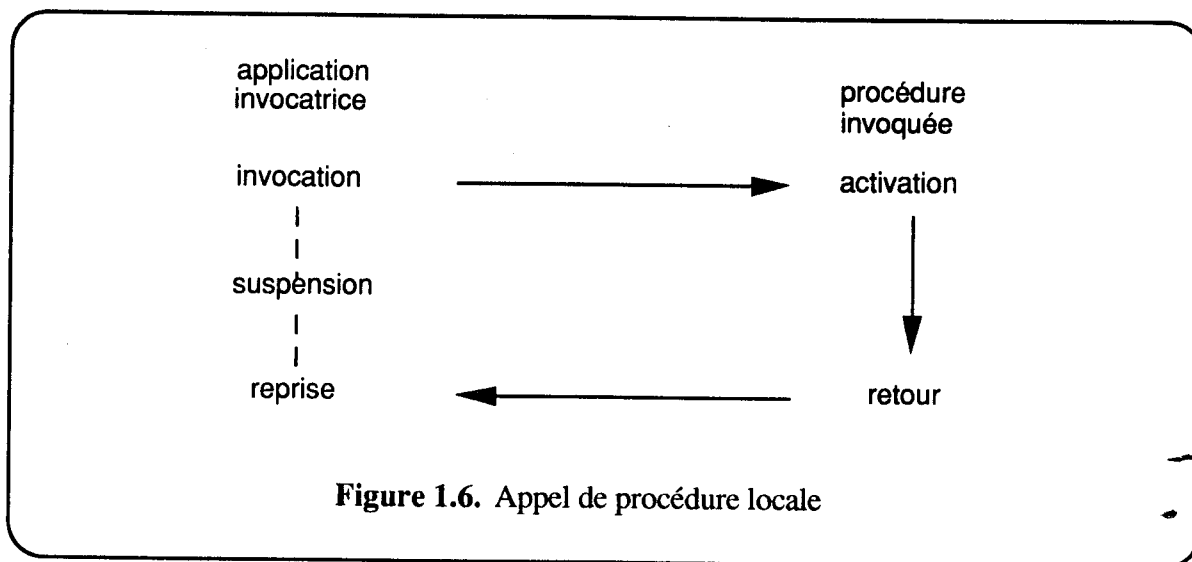 application
invocatrice
procédure
invoquée
invocation
activation
suspension
reprise
retour
Figure 1.6. Appel de procédure locale